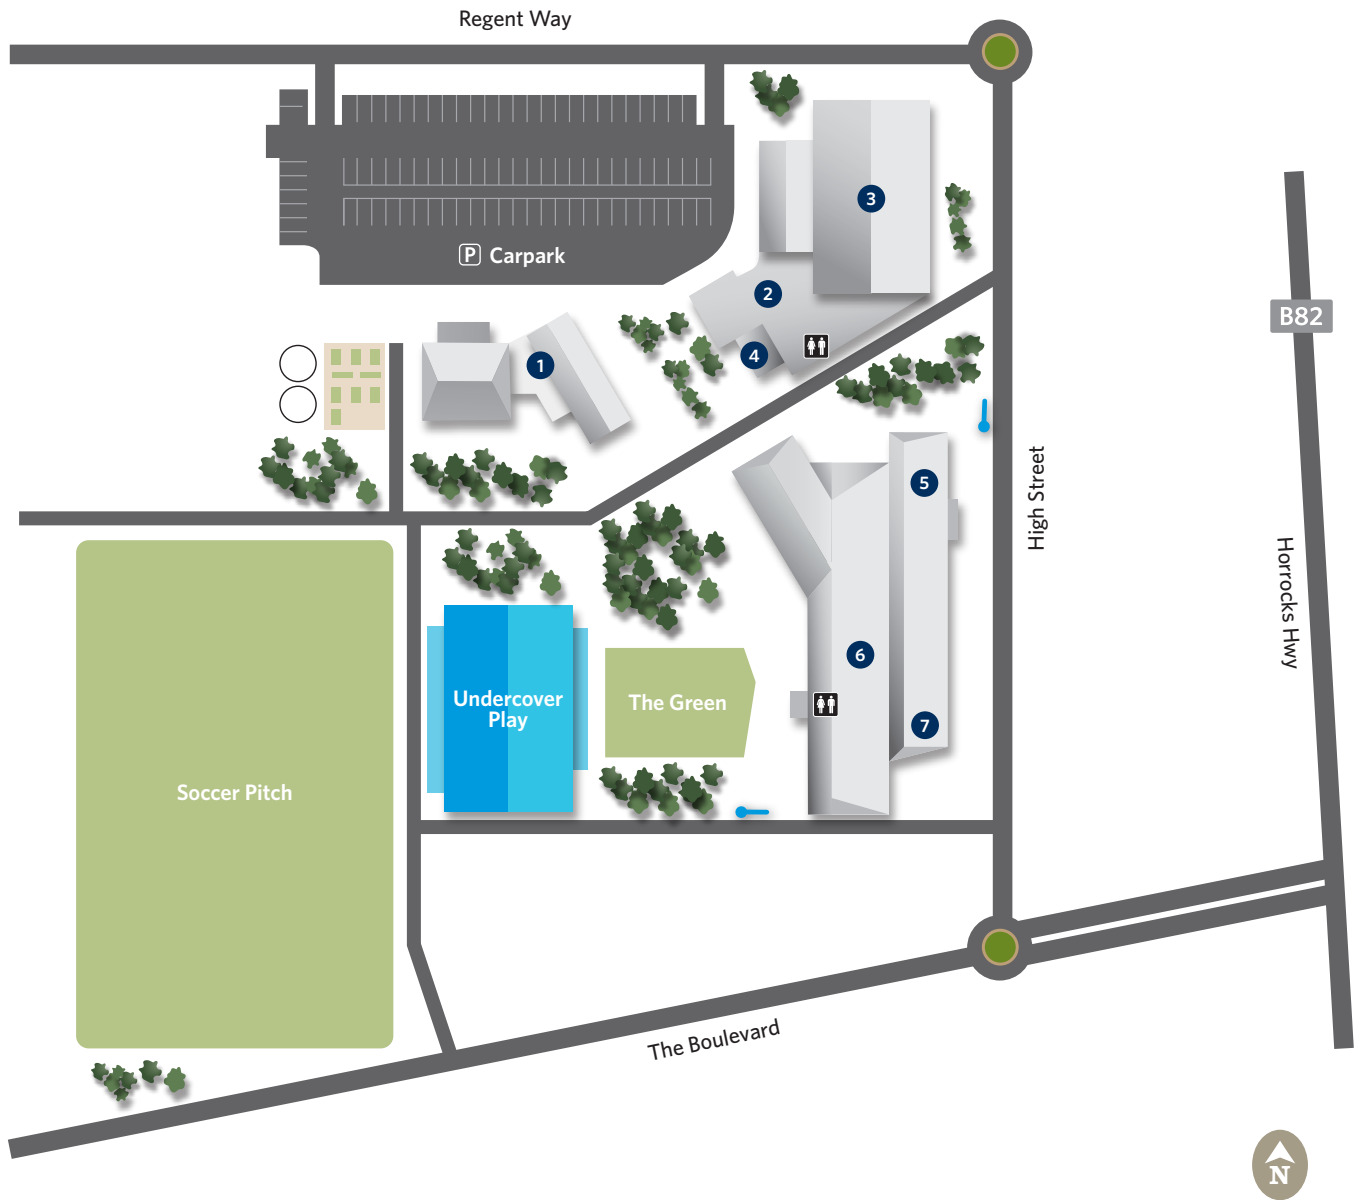 Regent Way
3
P Carpark
2
B82
4
1
High Street
5
Horrocks Hwy
6
Undercover
Play
The Green
7
Soccer Pitch
The Boulevard
N